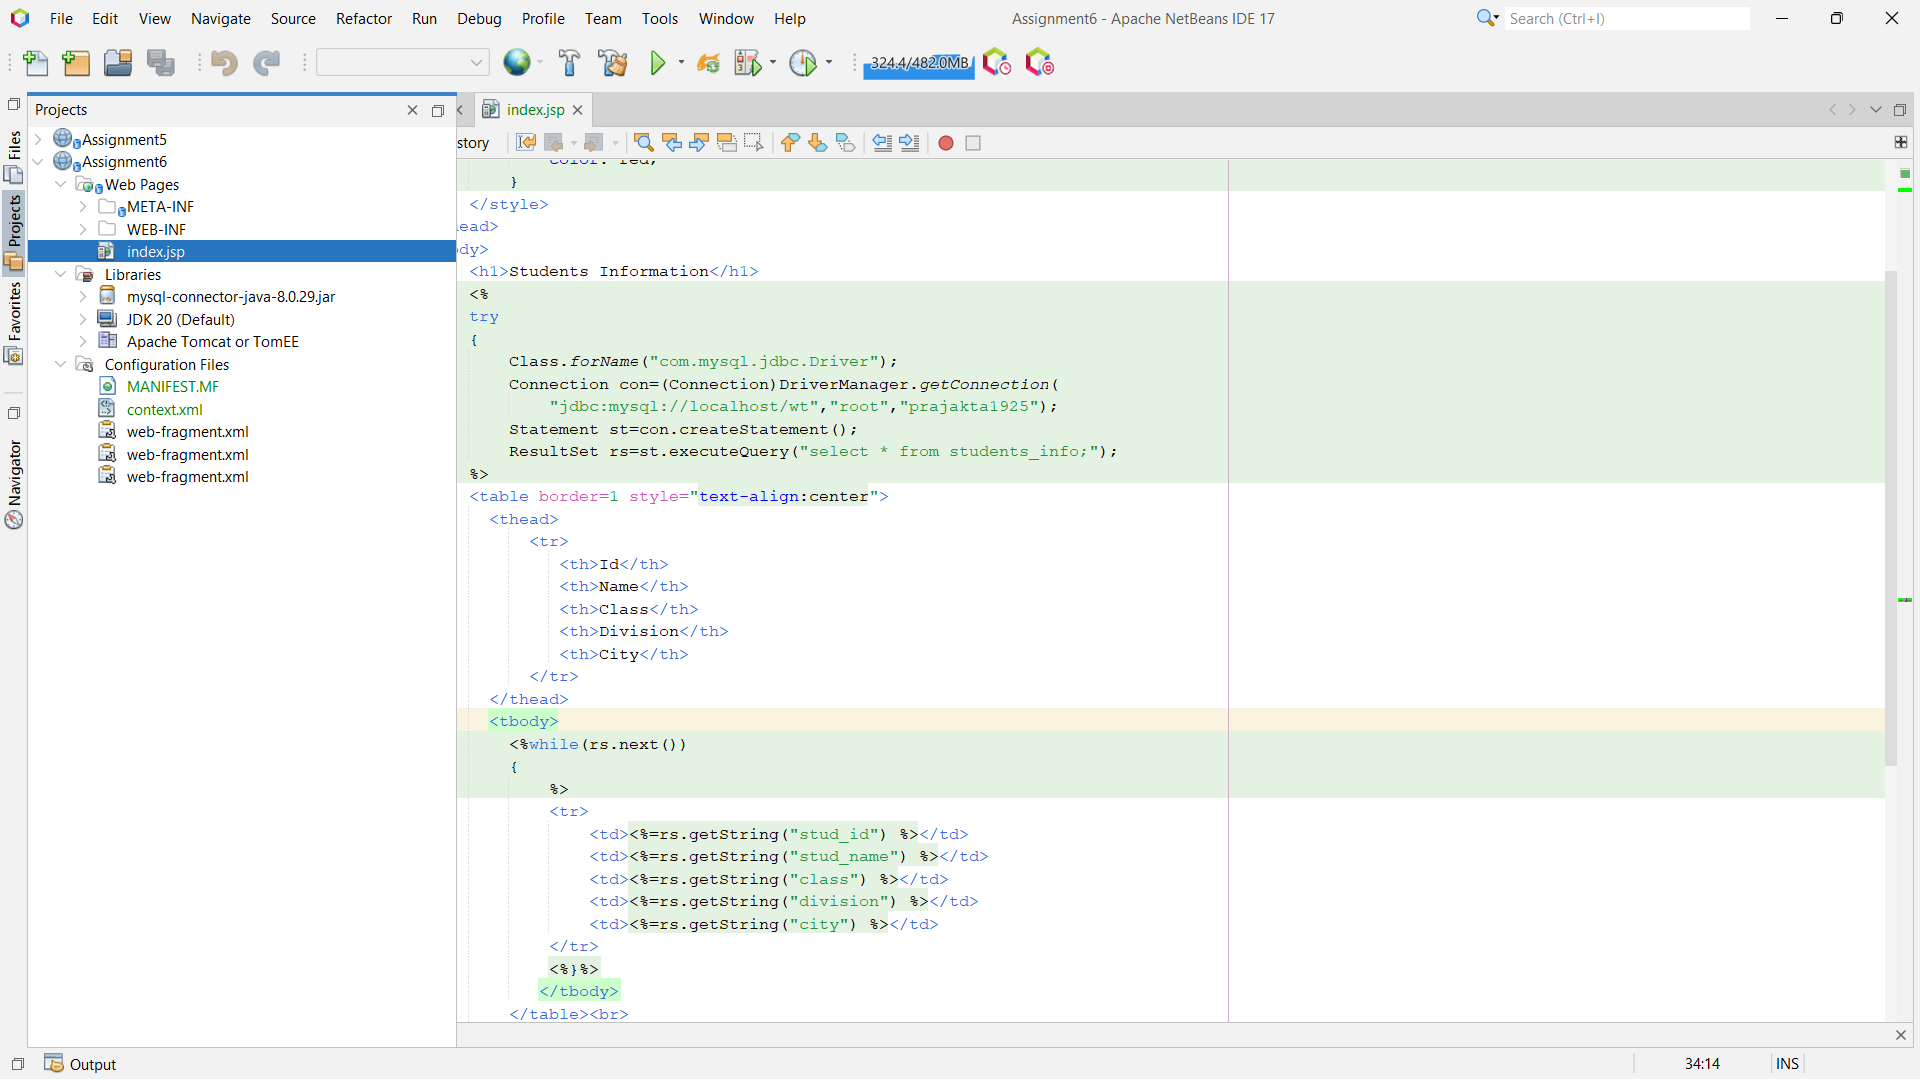 File Edit View Navigate Source Refactor Run Debug Profile Team Tools Window Help
Assignment6 - Apache NetBeans IDE 17
Search (Ctrl+I)
324.4/482.0MB
Projects
index.jsp
Files
Projects
Favorites
Navigator
Assignment5
Assignment6
Web Pages
META-INF
WEB-INF
index.jsp
Libraries
mysql-connector-java-8.0.29.jar
JDK 20 (Default)
Apache Tomcat or TomEE
Configuration Files
MANIFEST.MF
context.xml
web-fragment.xml
web-fragment.xml
web-fragment.xml
story
color: red;
}
</style>
ead>
dy>
<h1>Students Information</h1>
<%
try
{
Class.forName("com.mysql.jdbc.Driver");
Connection con=(Connection)DriverManager.getConnection(
"jdbc:mysql://localhost/wt","root","prajakta1925");
Statement st=con.createStatement();
ResultSet rs=st.executeQuery("select * from students_info;");
%>
<table border=1 style="text-align:center">
<thead>
<tr>
<th>Id</th>
<th>Name</th>
<th>Class</th>
<th>Division</th>
<th>City</th>
</tr>
</thead>
<tbody>
<%while(rs.next())
{
%>
<tr>
<td><%=rs.getString("stud_id") %></td>
<td><%=rs.getString("stud_name") %></td>
<td><%=rs.getString("class") %></td>
<td><%=rs.getString("division") %></td>
<td><%=rs.getString("city") %></td>
</tr>
<%}%>
</tbody>
</table><br>
Output
34:14
INS